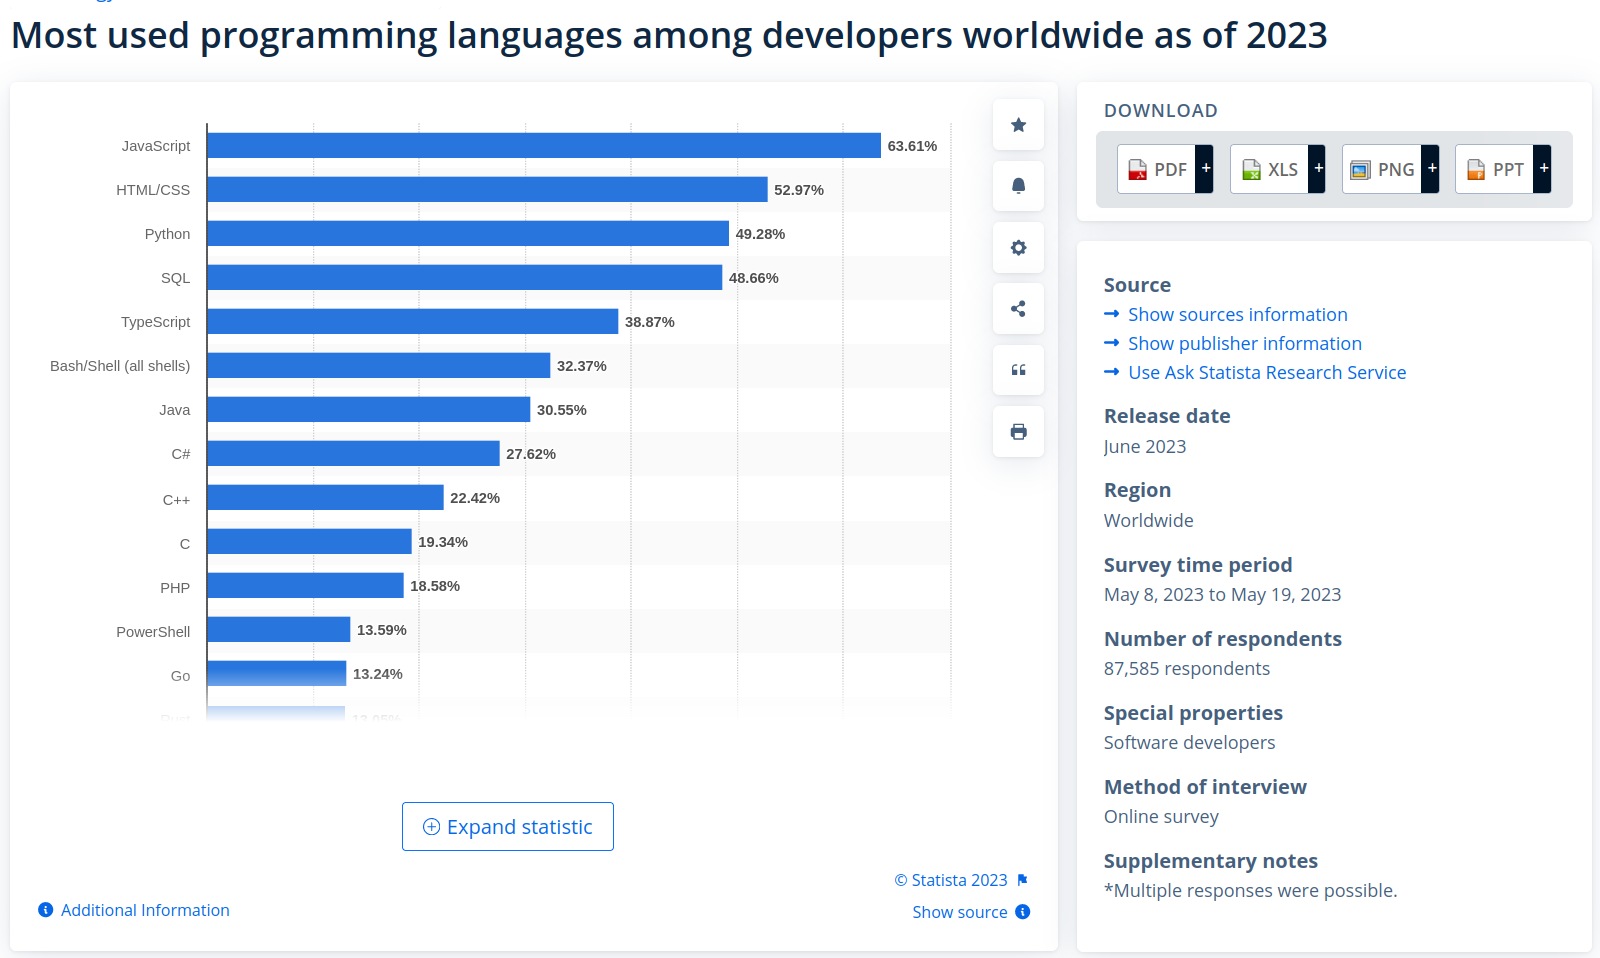 Most used programming languages among developers worldwide as of 2023
JavaScript 63.61%
HTML/CSS 52.97%
Python 49.28%
SQL 48.66%
TypeScript 38.87%
Bash/Shell (all shells) 32.37%
Java 30.55%
C# 27.62%
C++ 22.42%
C 19.34%
PHP 18.58%
PowerShell 13.59%
Go 13.24%
Expand statistic
© Statista 2023
Additional Information
Show source
DOWNLOAD
PDF + XLS + PNG + PPT +
Source
Show sources information
Show publisher information
Use Ask Statista Research Service
Release date
June 2023
Region
Worldwide
Survey time period
May 8, 2023 to May 19, 2023
Number of respondents
87,585 respondents
Special properties
Software developers
Method of interview
Online survey
Supplementary notes
*Multiple responses were possible.